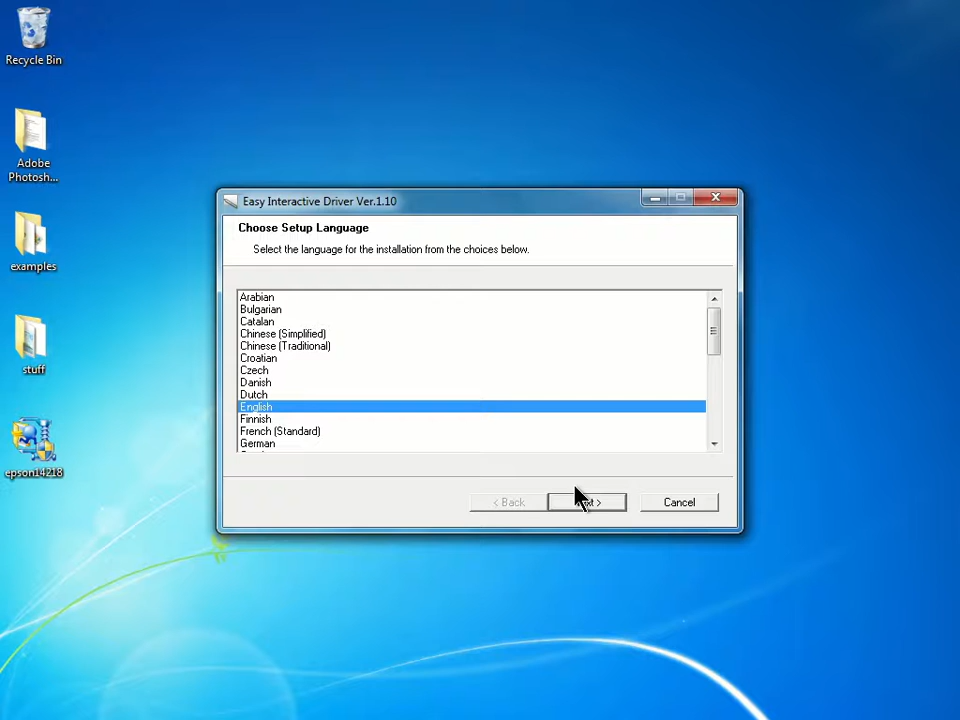 Recycle Bin
Adobe
Photosh...
examples
stuff
epson14218
Easy Interactive Driver Ver.1.10
Choose Setup Language
Select the language for the installation from the choices below.
Arabian
Bulgarian
Catalan
Chinese (Simplified)
Chinese (Traditional)
Croatian
Czech
Danish
Dutch
English
Finnish
French (Standard)
German
< Back
Cancel